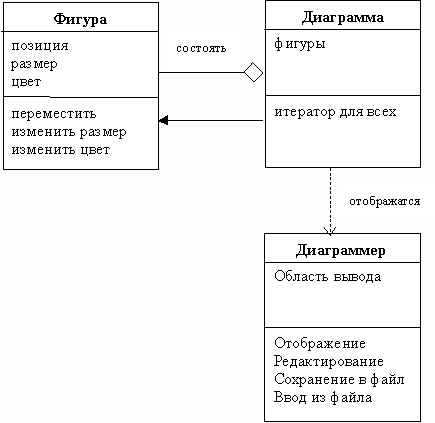 Фигура
позиция
размер
цвет
переместить
изменить размер
изменить цвет
состоять
Диаграмма
фигуры
итератор для всех
отображатся
Диаграммер
Область вывода
Отображение
Редактирование
Сохранение в файл
Ввод из файла